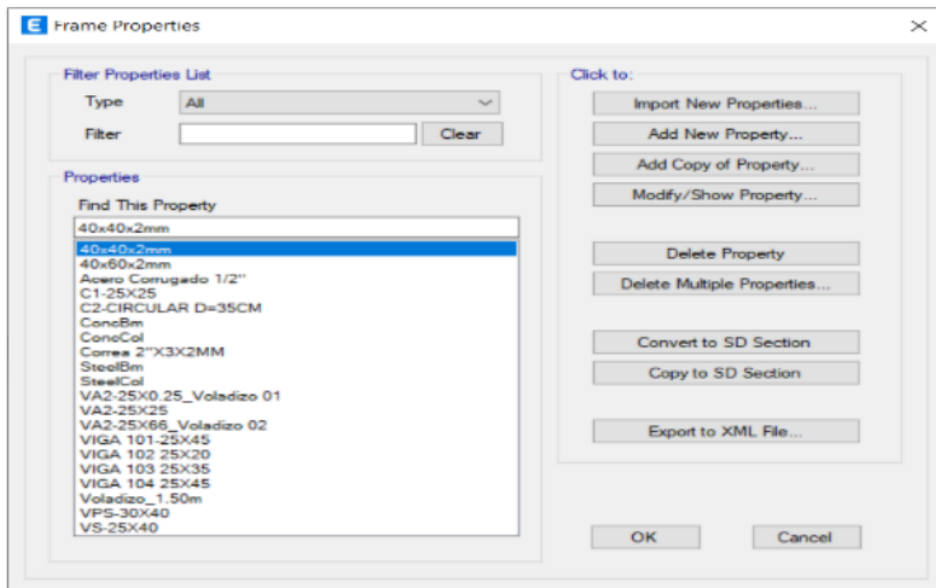 E Frame Properties
Filter Properties List
Type All
Filter Clear
Properties
Find This Property
40x40x2mm
40x40x2mm
40x60x2mm
Acero Corrugado 1/2"
C1-25X25
C2-CIRCULAR D=35CM
ConcBm
ConcCol
Correa 2"X3X2MM
SteelBm
SteelCol
VA2-25X0.25_Voladizo 01
VA2-25X25
VA2-25X66_Voladizo 02
VIGA 101-25X45
VIGA 102 25X20
VIGA 103 25X35
VIGA 104 25X45
Voladizo_1.50m
VPS-30X40
VS-25X40
Click to:
Import New Properties...
Add New Property...
Add Copy of Property...
Modify/Show Property...
Delete Property
Delete Multiple Properties...
Convert to SD Section
Copy to SD Section
Export to XML File...
OK Cancel